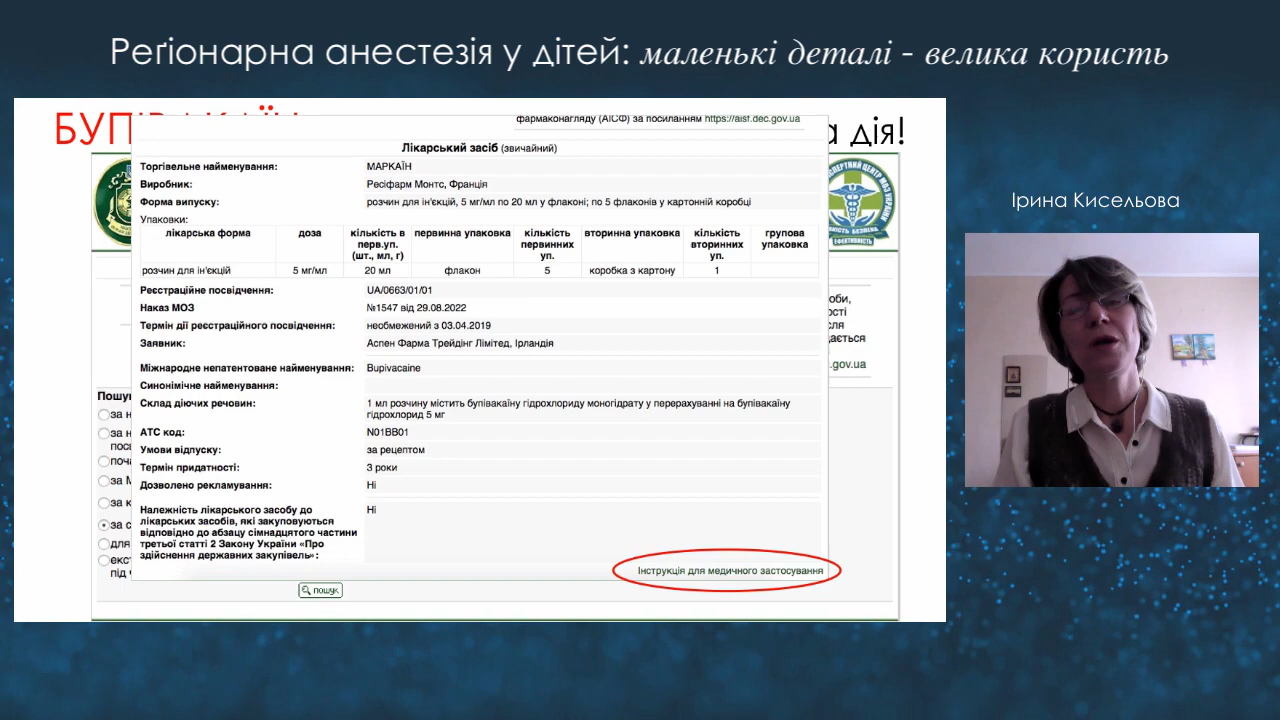 Реґіонарна анестезія у дітей: маленькі деталі - велика користь
дія!
фармаконагляду (АІСФ) за посиланням https://aisf.dec.gov.ua
Лікарський засіб (звичайний)
Торгівельне найменування: МАРКАЇН
Виробник: Ресіфарм Монтс, Франція
Форма випуску: розчин для ін'єкцій, 5 мг/мл по 20 мл у флаконі; по 5 флаконів у картонній коробці
Упаковки:
лікарська форма доза кількість в перв.уп. (шт., мл, г) первинна упаковка кількість первинних уп. вторинна упаковка кількість вторинних уп. групова упаковка
розчин для ін'єкцій 5 мг/мл 20 мл флакон 5 коробка з картону 1
Реєстраційне посвідчення: UA/0663/01/01
Наказ МОЗ №1547 від 29.08.2022
Термін дії реєстраційного посвідчення: необмежений з 03.04.2019
Заявник: Аспен Фарма Трейдінг Лімітед, Ірландія
Міжнародне непатентоване найменування: Bupivacaine
Синонімічне найменування:
Склад діючих речовин: 1 мл розчину містить бупівакаїну гідрохлориду моногідрату у перерахуванні на бупівакаїну
гідрохлорид 5 мг
АТС код: N01BB01
Умови відпуску: за рецептом
Термін придатності: 3 роки
Дозволено рекламування: Ні
Належність лікарського засобу до Ні
лікарських засобів, які закуповуються
відповідно до абзацу сімнадцятого частини
третьої статті 2 Закону України «Про
здійснення державних закупівель»:
Інструкція для медичного застосування
пошук
Ірина Кисельова